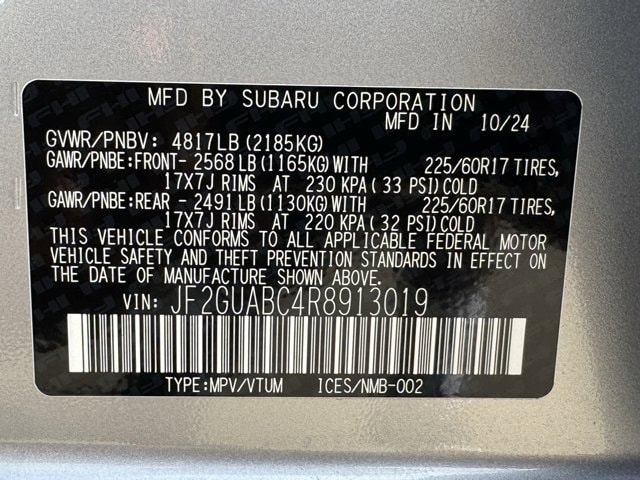 MFD BY SUBARU CORPORATION
MFD IN 10/24
GVWR/PNBV: 4817LB(2185KG)
GAWR/PNBE:FRONT- 2568LB(1165KG)WITH 225/60R17 TIRES,
17X7J RIMS AT 230 KPA( 33 PSI)COLD
GAWR/PNBE:REAR - 2491LB(1130KG)WITH 225/60R17 TIRES,
17X7J RIMS AT 220 KPA( 32 PSI)COLD
THIS VEHICLE CONFORMS TO ALL APPLICABLE FEDERAL MOTOR
VEHICLE SAFETY AND THEFT PREVENTION STANDARDS IN EFFECT
ON THE DATE OF MANUFACTURE SHOWN ABOVE.
VIN: JF2GUABC4R8913019
TYPE:MPV/VTUM ICES/NMB-002